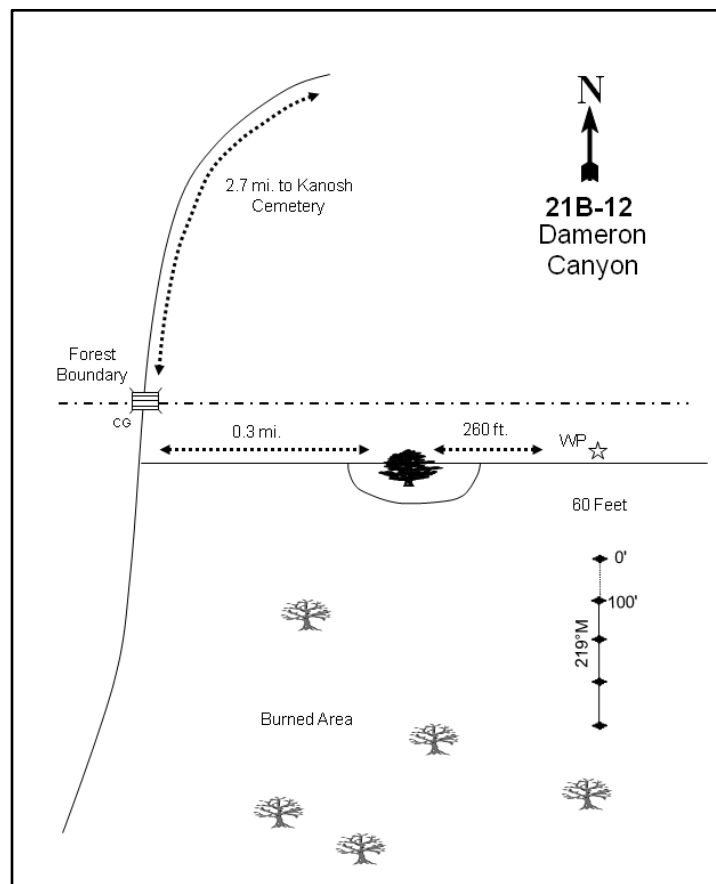 N
21B-12
Dameron
Canyon
2.7 mi. to Kanosh
Cemetery
Forest
Boundary
CG
0.3 mi.
260 ft.
WP
60 Feet
0'
100'
219°M
Burned Area